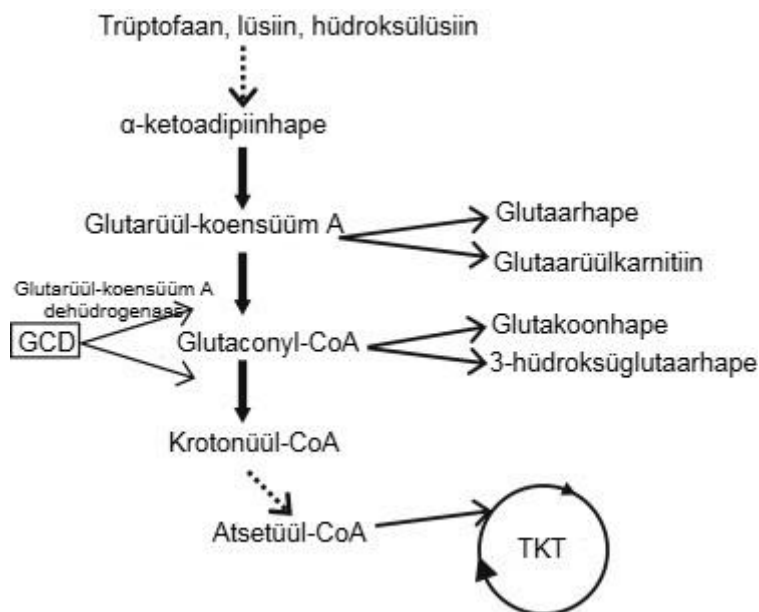 Trüptofaan, lüsiin, hüdroksülüsiin
α-ketoadipiinhape
Glutarüül-koensüüm A
Glutaarhape
Glutaarüülkarnitiin
Glutarüül-koensüüm A
dehüdrogenaas
GCD
Glutaconyl-CoA
Glutakoonhape
3-hüdroksüglutaarhape
Krotonüül-CoA
Atsetüül-CoA
TKT